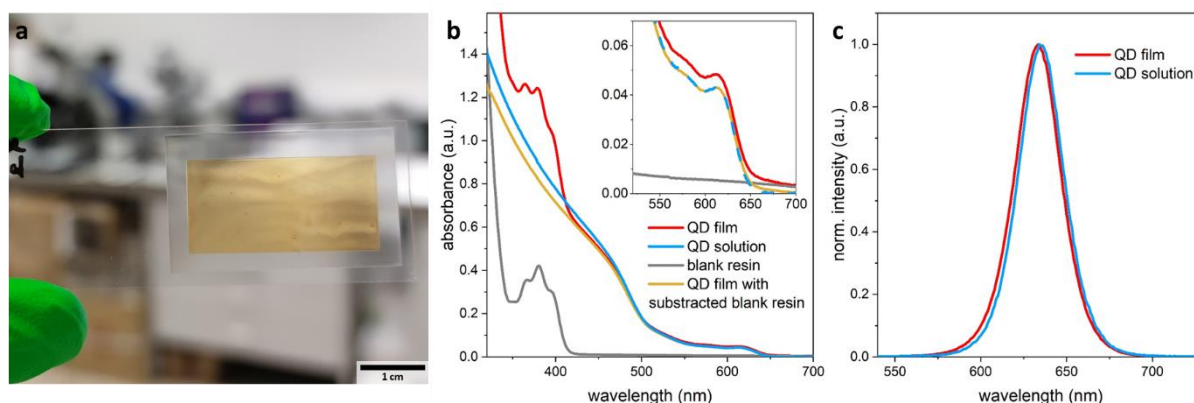 a
1 cm
b
absorbance (a.u.)
1.4
1.2
1.0
0.8
0.6
0.4
0.2
0.0
400
500
600
700
wavelength (nm)
0.06
0.04
0.02
0.00
550
600
650
700
QD film
QD solution
blank resin
QD film with
substracted blank resin
c
norm. intensity (a.u.)
1.0
0.8
0.6
0.4
0.2
0.0
550
600
650
700
wavelength (nm)
QD film
QD solution